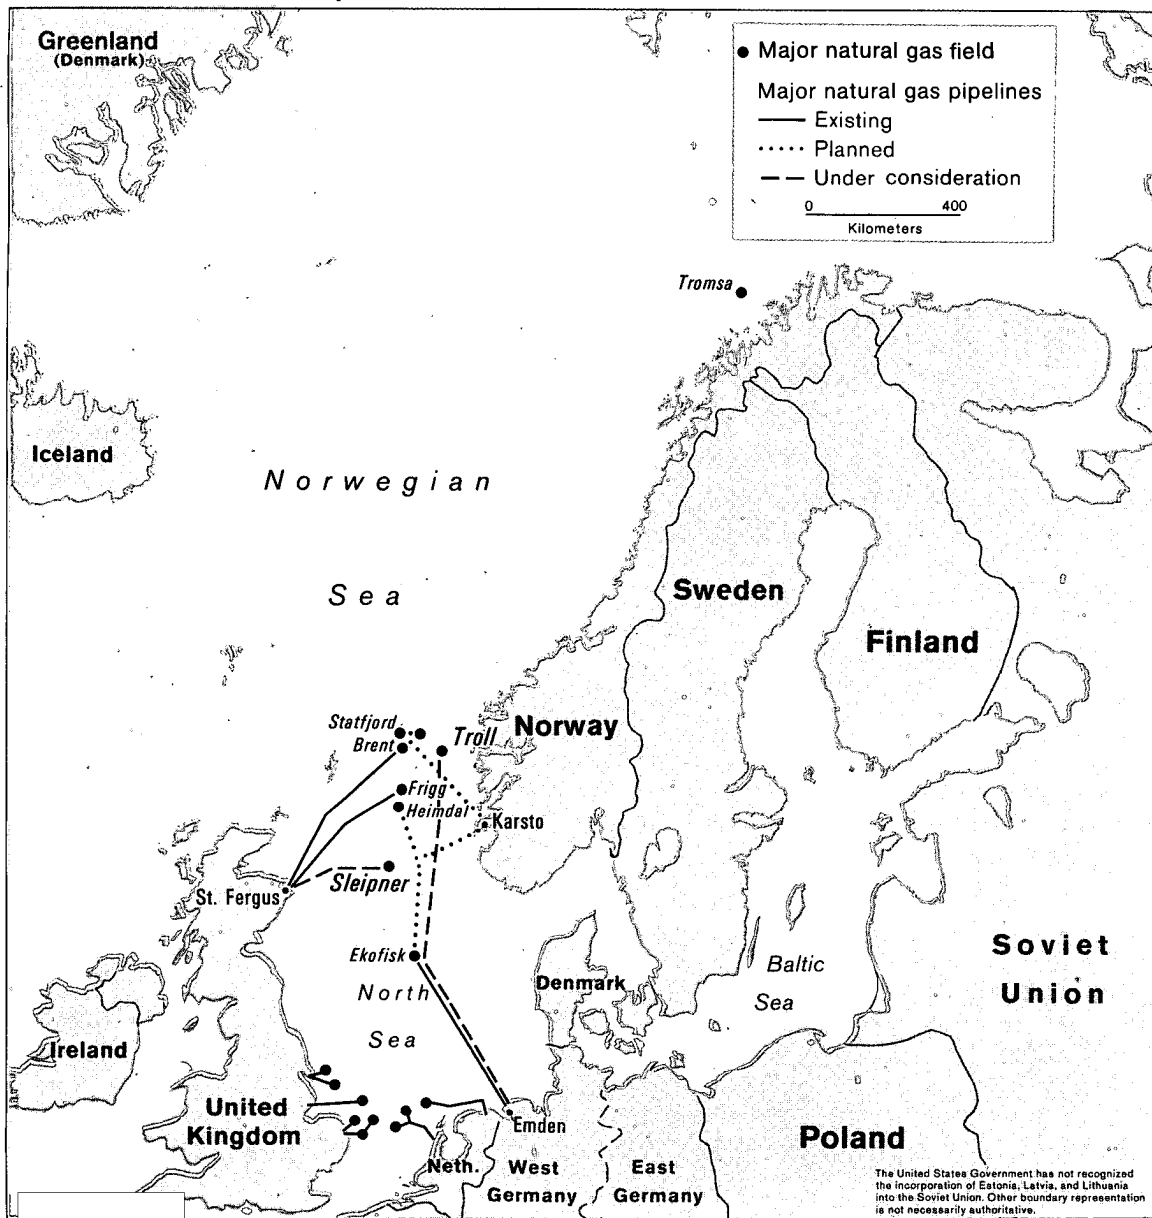 Greenland
(Denmark)
Major natural gas field
Major natural gas pipelines
Existing
Planned
Under consideration
0 400
Kilometers
Tromsa
Iceland
Norwegian
Sea
Sweden
Finland
Norway
Statfjord
Brent
Troll
Frigg
Heimdal
Karsto
Sleipner
St. Fergus
Ekofisk
North
Sea
Denmark
Baltic
Sea
Soviet
Union
Ireland
United
Kingdom
Emden
Neth.
West
Germany
East
Germany
Poland
The United States Government has not recognized
the incorporation of Estonia, Latvia, and Lithuania
into the Soviet Union. Other boundary representation
is not necessarily authoritative.